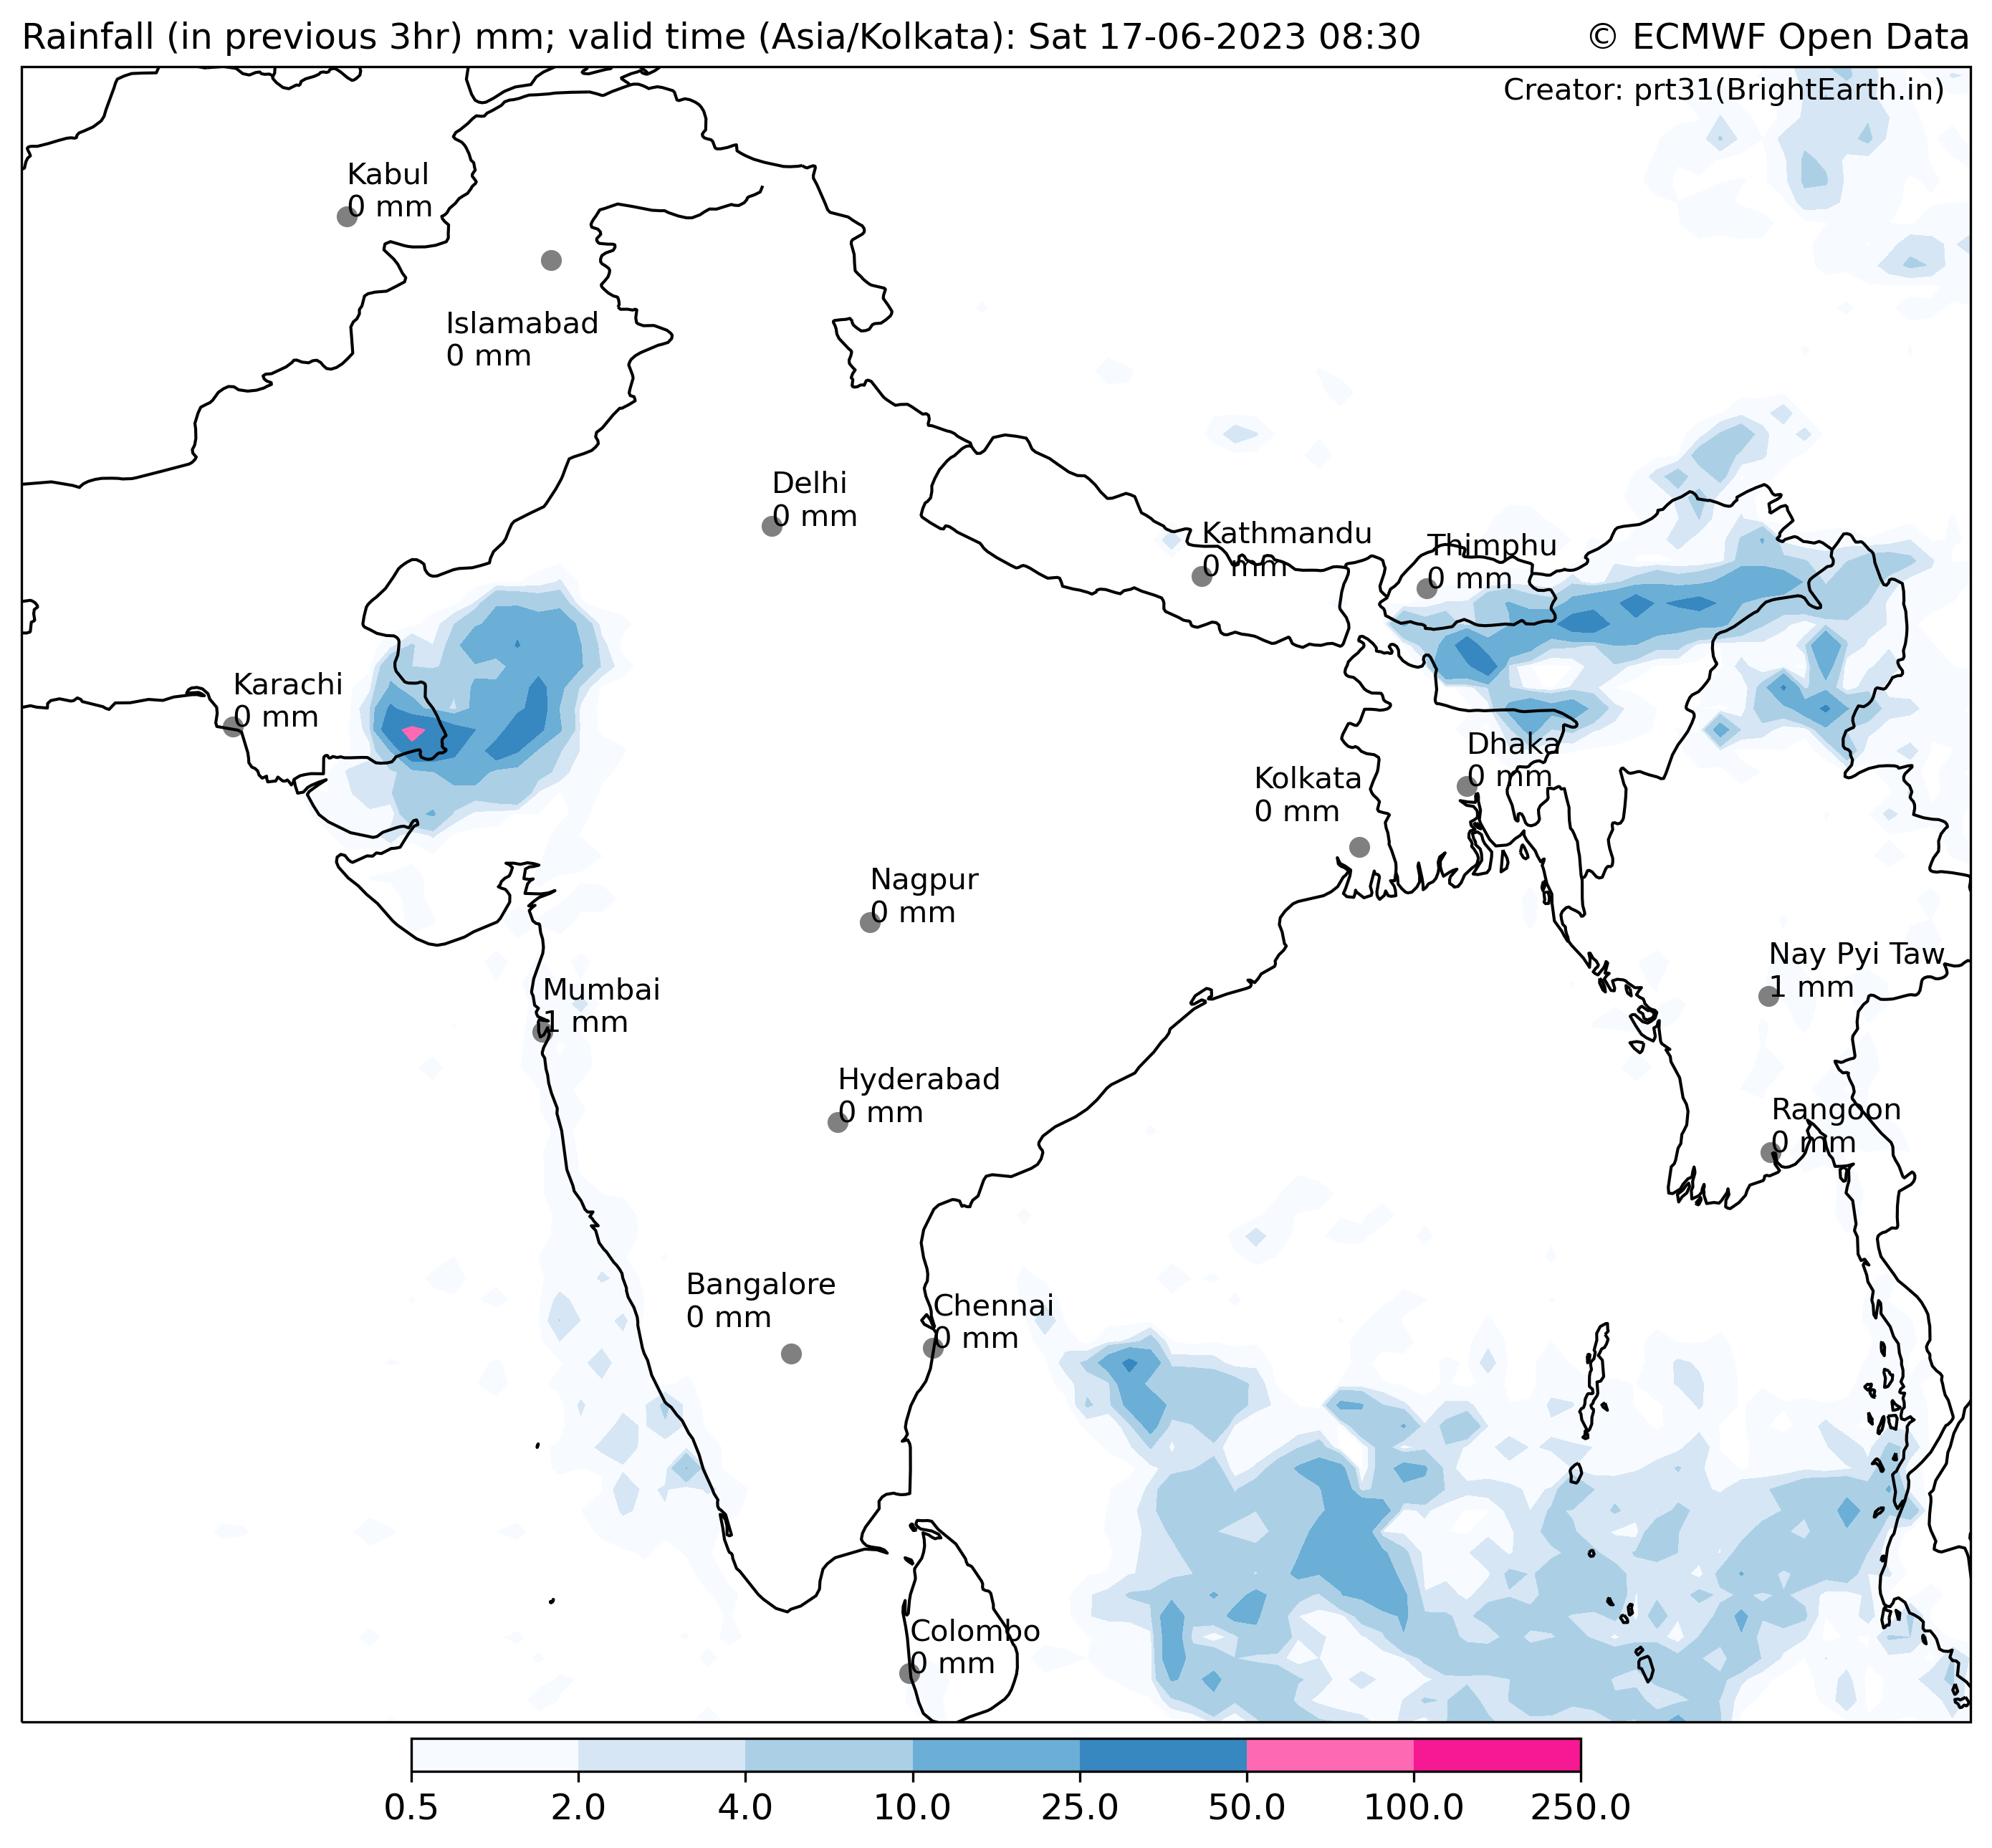 Rainfall (in previous 3hr) mm; valid time (Asia/Kolkata): Sat 17-06-2023 08:30
© ECMWF Open Data
Creator: prt31(BrightEarth.in)
Kabul
0 mm
Islamabad
0 mm
Delhi
0 mm
Kathmandu
0 mm
Thimphu
0 mm
Karachi
0 mm
Dhaka
0 mm
Kolkata
0 mm
Nagpur
0 mm
Nay Pyi Taw
1 mm
Mumbai
1 mm
Hyderabad
0 mm
Rangoon
0 mm
Bangalore
0 mm
Chennai
0 mm
Colombo
0 mm
0.5 2.0 4.0 10.0 25.0 50.0 100.0 250.0